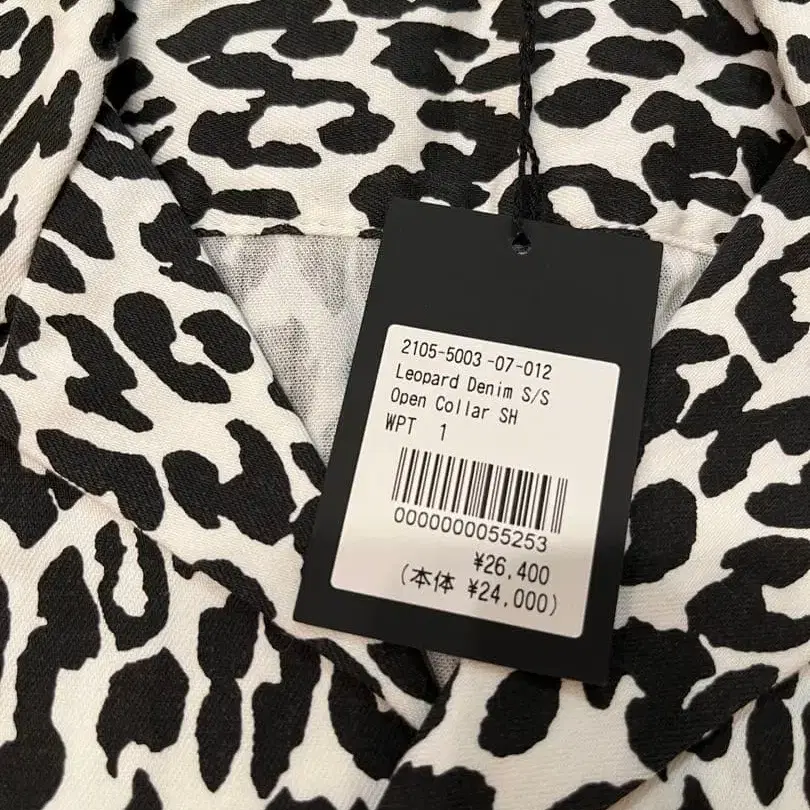 2105-5003-07-012
Leopard Denim S/S
Open Collar SH
WPT 1
0000000055253
¥26,400
(本体 ¥24,000)